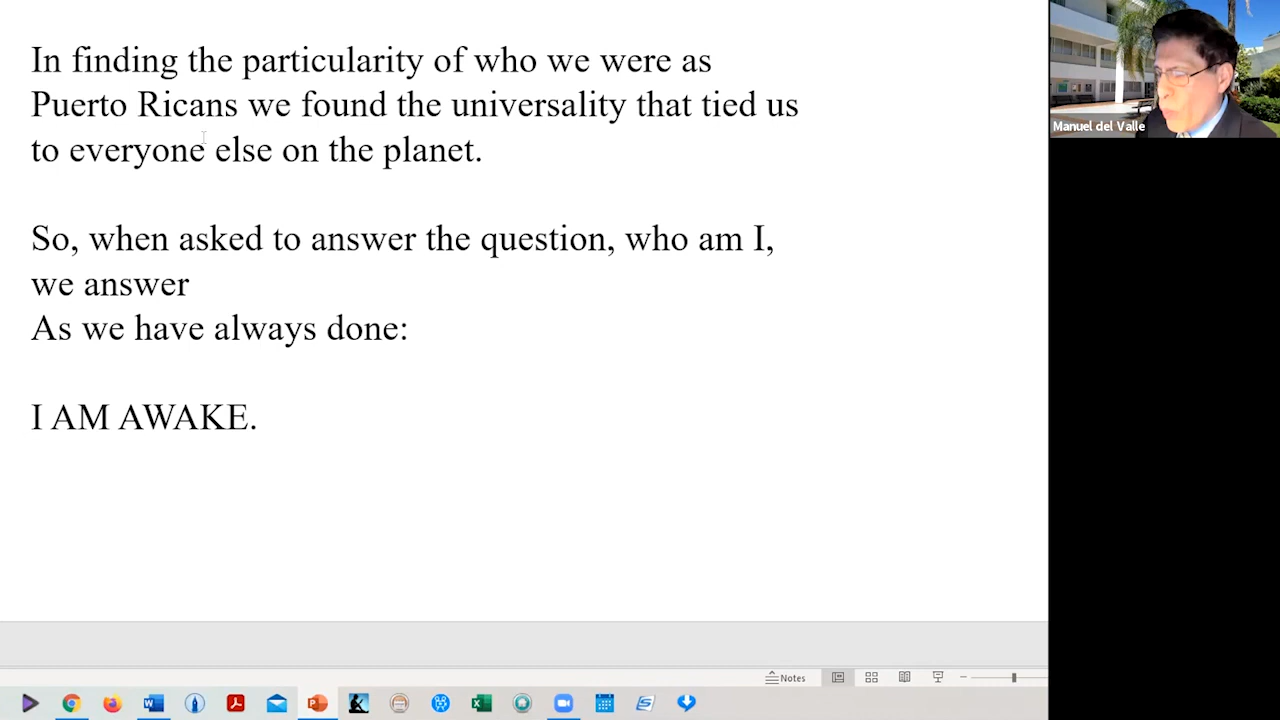 In finding the particularity of who we were as
Puerto Ricans we found the universality that tied us
to everyone else on the planet.
So, when asked to answer the question, who am I,
we answer
As we have always done:
I AM AWAKE.
Manuel del Valle
Notes